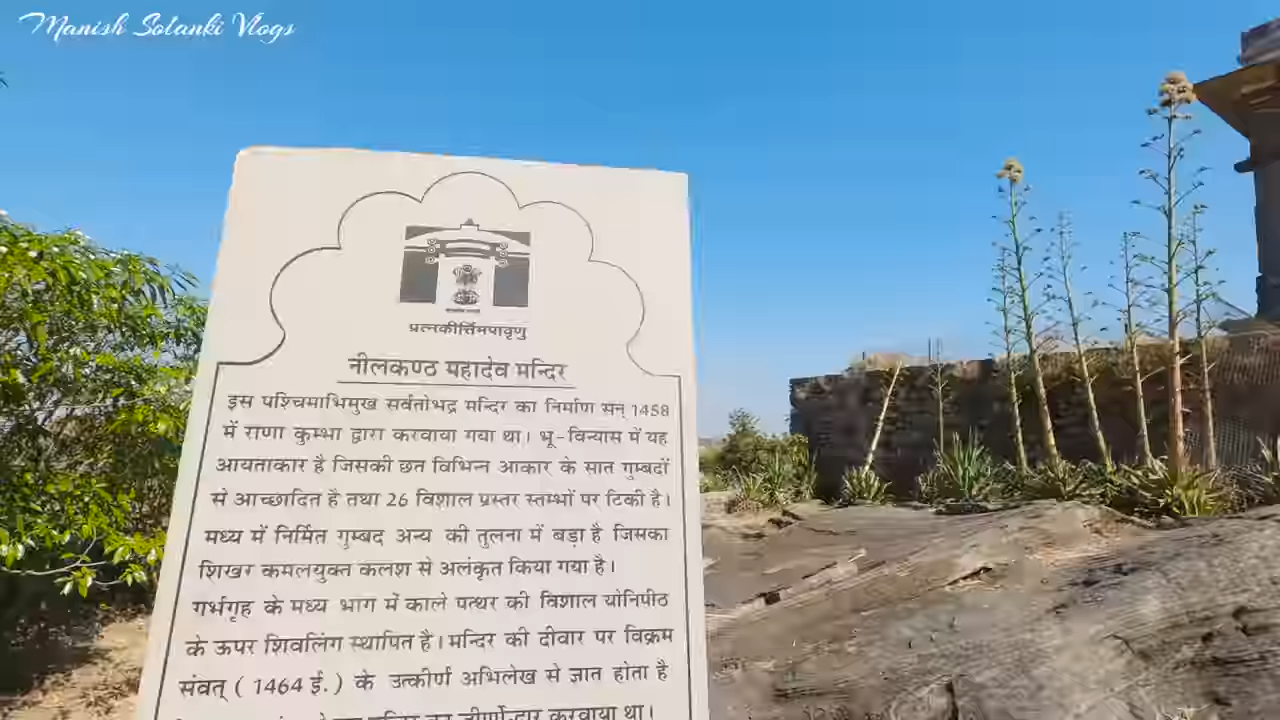 Manish Solanki Vlogs
प्रत्नकीर्त्तिमपावृणु
नीलकण्ठ महादेव मन्दिर
इस पश्चिमाभिमुख सर्वतोभद्र मन्दिर का निर्माण सन् 1458
में राणा कुम्भा द्वारा करवाया गया था। भू-विन्यास में यह
आयताकार है जिसकी छत विभिन्न आकार के सात गुम्बदों
से आच्छादित है तथा 26 विशाल प्रस्तर स्तम्भों पर टिकी है।
मध्य में निर्मित गुम्बद अन्य की तुलना में बड़ा है जिसका
शिखर कमलयुक्त कलश से अलंकृत किया गया है।
गर्भगृह के मध्य भाग में काले पत्थर की विशाल योनिपीठ
के ऊपर शिवलिंग स्थापित है। मन्दिर की दीवार पर विक्रम
संवत् ( 1464 ई. ) के उत्कीर्ण अभिलेख से ज्ञात होता है
मन्दिर का जीर्णोद्धार करवाया था।